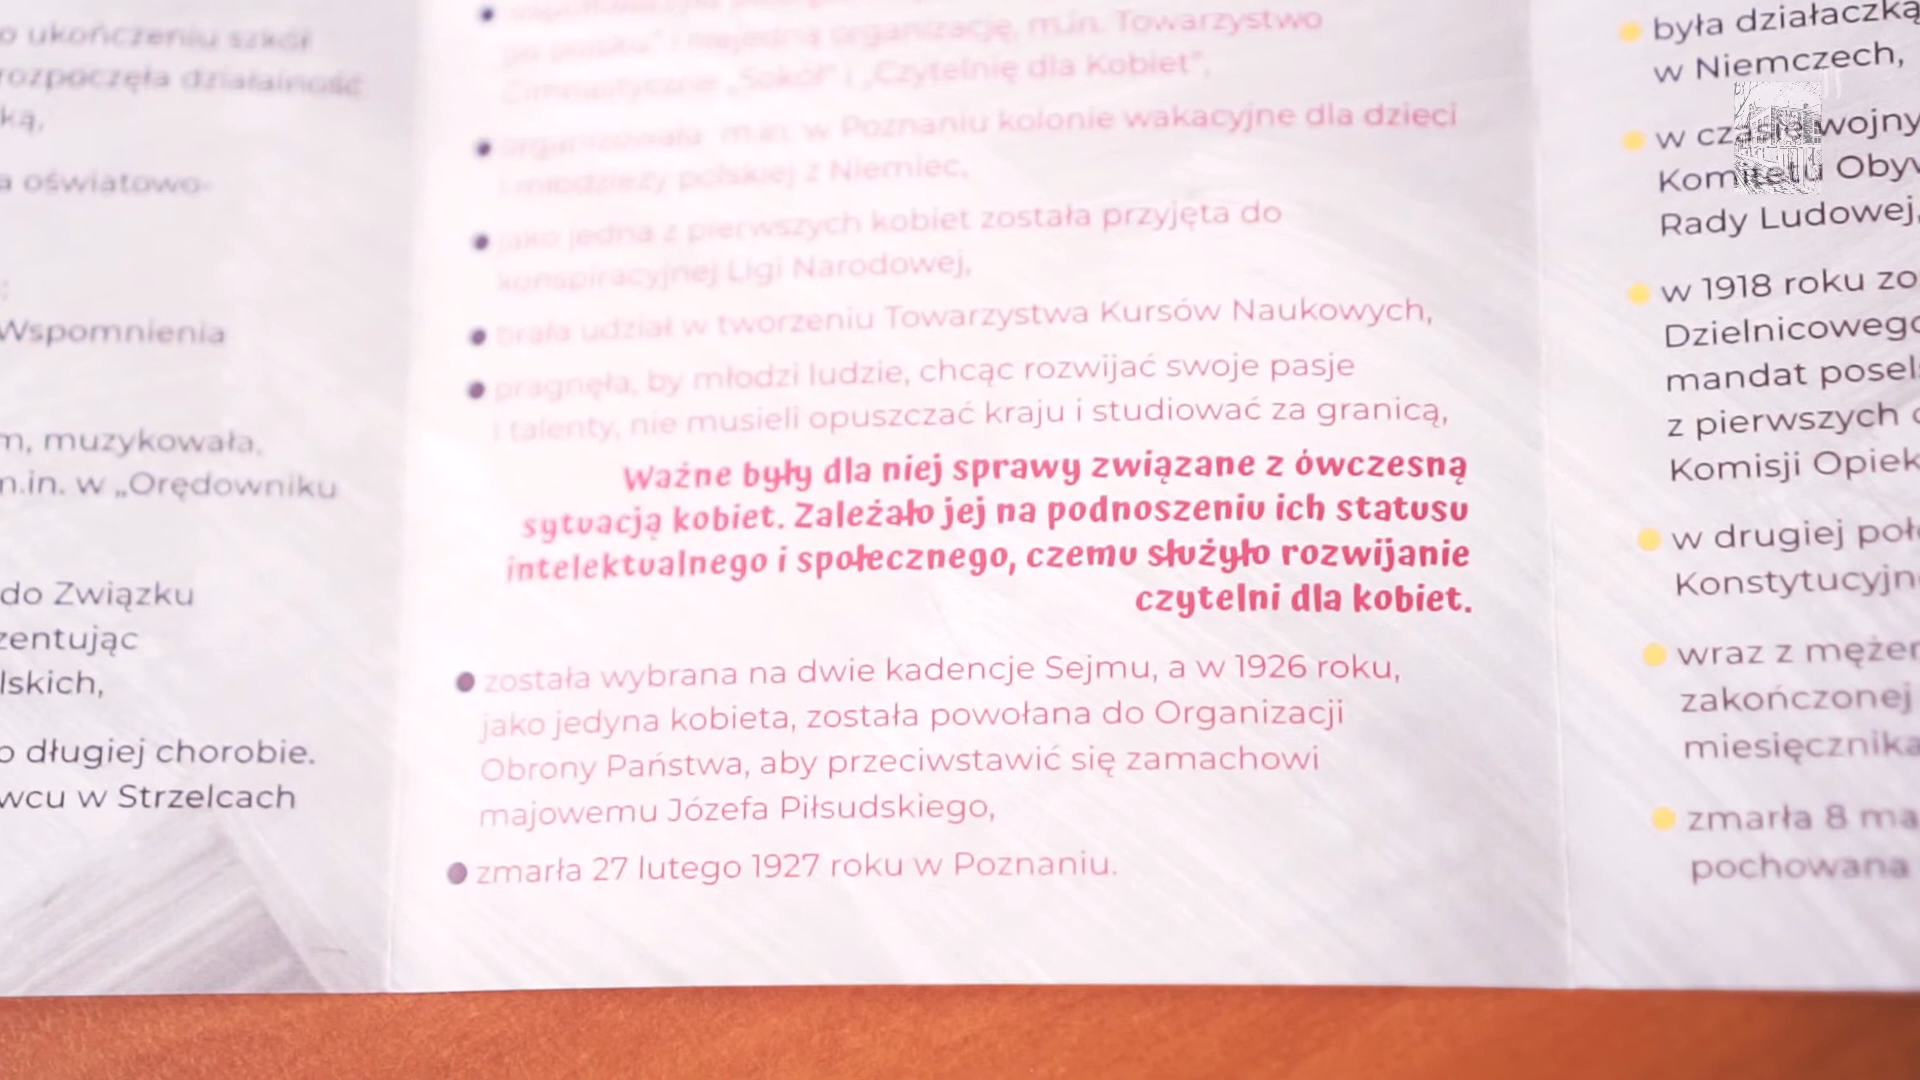 o ukończeniu szkół
rozpoczęła działalność
ką,
a oświatowo-
Wspomnienia
m, muzykowała,
m.in. w „Orędowniku
do Związku
zentując
lskich,
o długiej chorobie.
wcu w Strzelcach
po polsku” i niejedną organizację, m.in. Towarzystwo
Gimnastyczne „Sokół” i „Czytelnię dla Kobiet”,
organizowała m.in. w Poznaniu kolonie wakacyjne dla dzieci
i młodzieży polskiej z Niemiec,
jako jedna z pierwszych kobiet została przyjęta do
konspiracyjnej Ligi Narodowej,
brała udział w tworzeniu Towarzystwa Kursów Naukowych,
pragnęła, by młodzi ludzie, chcąc rozwijać swoje pasje
i talenty, nie musieli opuszczać kraju i studiować za granicą,
Ważne były dla niej sprawy związane z ówczesną
sytuacją kobiet. Zależało jej na podnoszeniu ich statusu
intelektualnego i społecznego, czemu służyło rozwijanie
czytelni dla kobiet.
została wybrana na dwie kadencje Sejmu, a w 1926 roku,
jako jedyna kobieta, została powołana do Organizacji
Obrony Państwa, aby przeciwstawić się zamachowi
majowemu Józefa Piłsudskiego,
zmarła 27 lutego 1927 roku w Poznaniu.
była działaczką
w Niemczech,
w czasie wojny
Komitetu Obyw
Rady Ludowej,
w 1918 roku zo
Dzielnicowego
mandat posels
z pierwszych
Komisji Opiek
w drugiej poło
Konstytucyjn
wraz z mężem
zakończonej
miesięcznika
zmarła 8 ma
pochowana